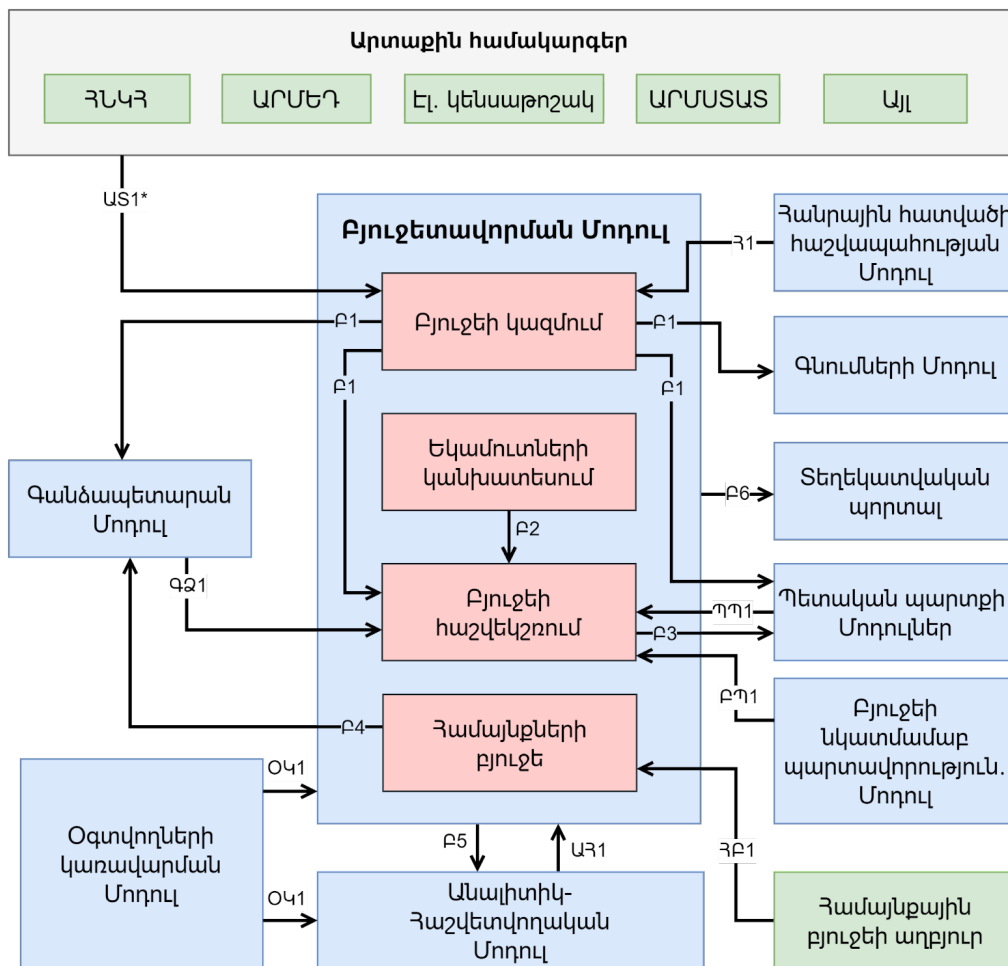 Արտաքին համակարգեր
ՀՆԿՀ
ԱՐՄԵԴ
Էլ. կենսաթոշակ
ԱՐՄՍՏԱՏ
Այլ
ԱՏ1*
Բյուջետավորման Մոդուլ
Հանրային հատվածի
հաշվապահության
Մոդուլ
Հ1
Բյուջեի կազմում
Բ1
Բ1
Բ1
Բ1
Գնումների Մոդուլ
Եկամուտների
կանխատեսում
Տեղեկատվական
պորտալ
Բ6
Գանձապետարան
Մոդուլ
Բ2
ԳՁ1
Բյուջեի
հաշվեկշռում
ՊՊ1
Բ3
Պետական պարտքի
Մոդուլներ
ԲՊ1
Բյուջեի
նկատմամաբ
պարտավորություն.
Մոդուլ
Համայնքների
բյուջե
Բ4
Օգտվողների
կառավարման
Մոդուլ
ՕԿ1
ՕԿ1
Բ5
ԱՀ1
ՀԲ1
Անալիտիկ-
Հաշվետվողական
Մոդուլ
Համայնքային
բյուջեի աղբյուր